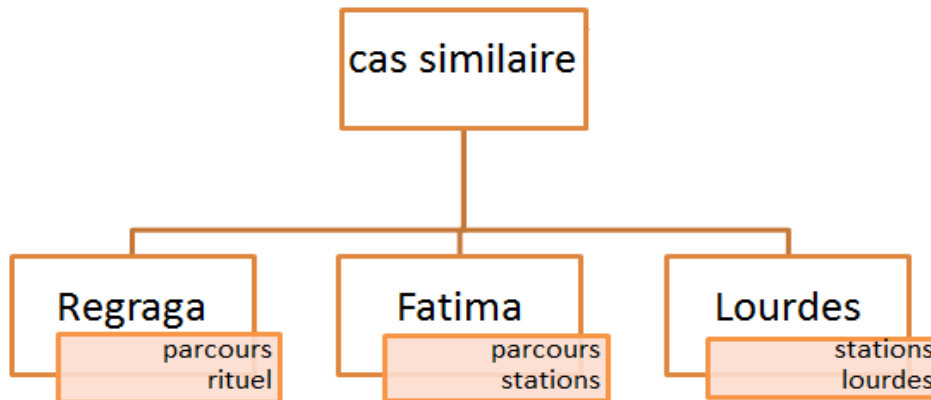 cas similaire
Regraga
parcours
rituel
Fatima
parcours
stations
Lourdes
stations
lourdes